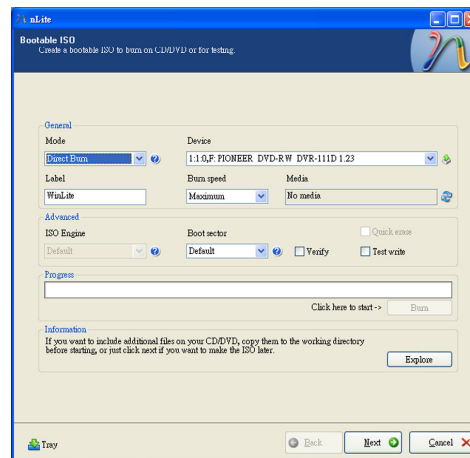 nLite
Bootable ISO
Create a bootable ISO to burn on CD/DVD or for testing.
General
Mode
Device
Direct Burn
1:1:0,F: PIONEER DVD-RW DVR-111D 1.23
Label
Burn speed
Media
WinLite
Maximum
No media
Advanced
ISO Engine
Boot sector
Quick erase
Default
Default
Verify
Test write
Progress
Click here to start ->
Burn
Information
If you want to include additional files on your CD/DVD, copy them to the working directory
before starting, or just click next if you want to make the ISO later.
Explore
Tray
Back
Next
Cancel